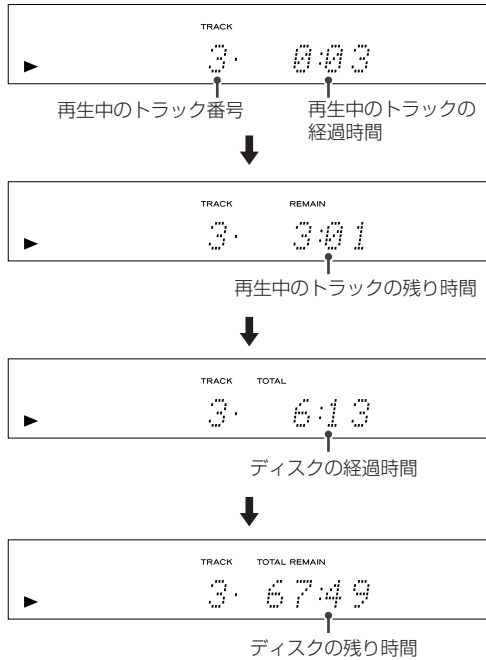 TRACK
3· 0:03
再生中のトラック番号
再生中のトラックの
経過時間
TRACK REMAIN
3· 3:01
再生中のトラックの残り時間
TRACK TOTAL
3· 6:13
ディスクの経過時間
TRACK TOTAL REMAIN
3· 67:49
ディスクの残り時間